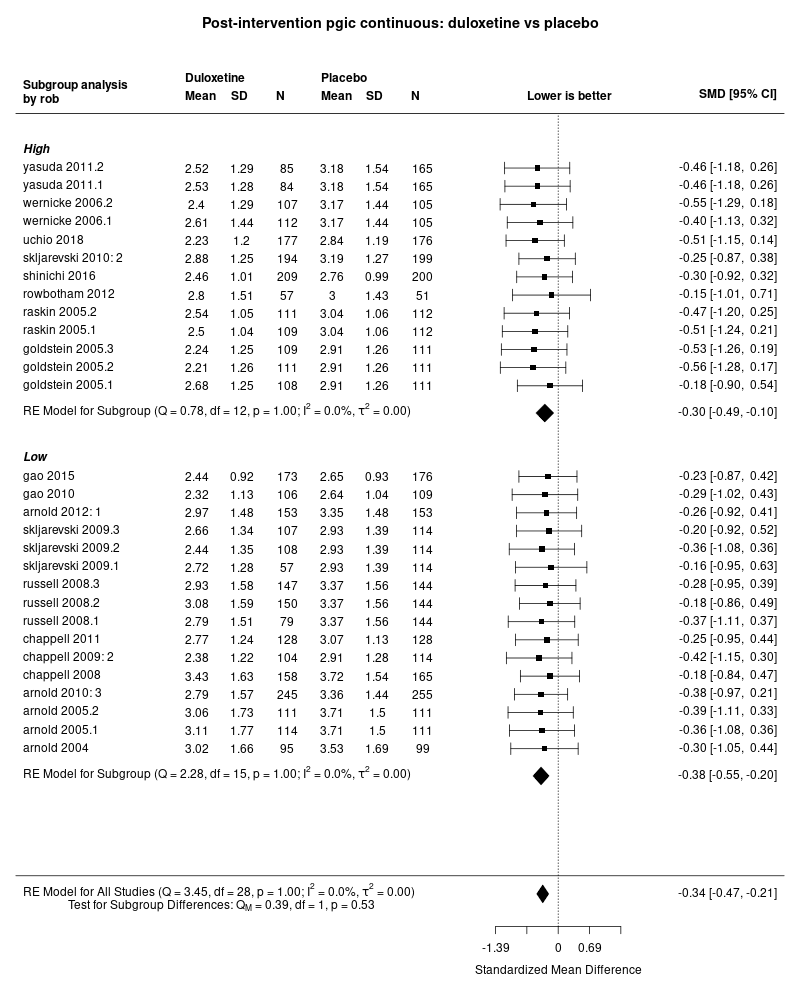 Post-intervention pgic continuous: duloxetine vs placebo
Duloxetine Placebo
Subgroup analysis
by rob
Mean SD N Mean SD N Lower is better SMD [95% CI]
High
yasuda 2011.2 2.52 1.29 85 3.18 1.54 165 -0.46 [-1.18, 0.26]
yasuda 2011.1 2.53 1.28 84 3.18 1.54 165 -0.46 [-1.18, 0.26]
wernicke 2006.2 2.4 1.29 107 3.17 1.44 105 -0.55 [-1.29, 0.18]
wernicke 2006.1 2.61 1.44 112 3.17 1.44 105 -0.40 [-1.13, 0.32]
uchio 2018 2.23 1.2 177 2.84 1.19 176 -0.51 [-1.15, 0.14]
skljarevski 2010: 2 2.88 1.25 194 3.19 1.27 199 -0.25 [-0.87, 0.38]
shinichi 2016 2.46 1.01 209 2.76 0.99 200 -0.30 [-0.92, 0.32]
rowbotham 2012 2.8 1.51 57 3 1.43 51 -0.15 [-1.01, 0.71]
raskin 2005.2 2.54 1.05 111 3.04 1.06 112 -0.47 [-1.20, 0.25]
raskin 2005.1 2.5 1.04 109 3.04 1.06 112 -0.51 [-1.24, 0.21]
goldstein 2005.3 2.24 1.25 109 2.91 1.26 111 -0.53 [-1.26, 0.19]
goldstein 2005.2 2.21 1.26 111 2.91 1.26 111 -0.56 [-1.28, 0.17]
goldstein 2005.1 2.68 1.25 108 2.91 1.26 111 -0.18 [-0.90, 0.54]
RE Model for Subgroup (Q = 0.78, df = 12, p = 1.00; I² = 0.0%, τ² = 0.00) -0.30 [-0.49, -0.10]
Low
gao 2015 2.44 0.92 173 2.65 0.93 176 -0.23 [-0.87, 0.42]
gao 2010 2.32 1.13 106 2.64 1.04 109 -0.29 [-1.02, 0.43]
arnold 2012: 1 2.97 1.48 153 3.35 1.48 153 -0.26 [-0.92, 0.41]
skljarevski 2009.3 2.66 1.34 107 2.93 1.39 114 -0.20 [-0.92, 0.52]
skljarevski 2009.2 2.44 1.35 108 2.93 1.39 114 -0.36 [-1.08, 0.36]
skljarevski 2009.1 2.72 1.28 57 2.93 1.39 114 -0.16 [-0.95, 0.63]
russell 2008.3 2.93 1.58 147 3.37 1.56 144 -0.28 [-0.95, 0.39]
russell 2008.2 3.08 1.59 150 3.37 1.56 144 -0.18 [-0.86, 0.49]
russell 2008.1 2.79 1.51 79 3.37 1.56 144 -0.37 [-1.11, 0.37]
chappell 2011 2.77 1.24 128 3.07 1.13 128 -0.25 [-0.95, 0.44]
chappell 2009: 2 2.38 1.22 104 2.91 1.28 114 -0.42 [-1.15, 0.30]
chappell 2008 3.43 1.63 158 3.72 1.54 165 -0.18 [-0.84, 0.47]
arnold 2010: 3 2.79 1.57 245 3.36 1.44 255 -0.38 [-0.97, 0.21]
arnold 2005.2 3.06 1.73 111 3.71 1.5 111 -0.39 [-1.11, 0.33]
arnold 2005.1 3.11 1.77 114 3.71 1.5 111 -0.36 [-1.08, 0.36]
arnold 2004 3.02 1.66 95 3.53 1.69 99 -0.30 [-1.05, 0.44]
RE Model for Subgroup (Q = 2.28, df = 15, p = 1.00; I² = 0.0%, τ² = 0.00) -0.38 [-0.55, -0.20]
RE Model for All Studies (Q = 3.45, df = 28, p = 1.00; I² = 0.0%, τ² = 0.00) -0.34 [-0.47, -0.21]
Test for Subgroup Differences: Q_M = 0.39, df = 1, p = 0.53
-1.39 0 0.69
Standardized Mean Difference